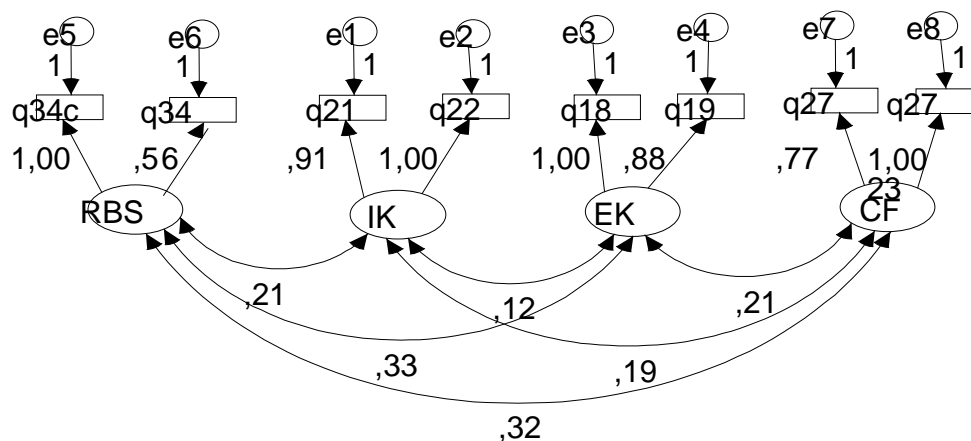 e5 e6 e1 e2 e3 e4 e7 e8
1 1 1 1 1 1 1 1
q34c q34 q21 q22 q18 q19 q27 q27
1,00 ,56 ,91 1,00 1,00 ,88 ,77 1,00
23
RBS IK EK CF
,21 ,12 ,21
,33 ,19
,32